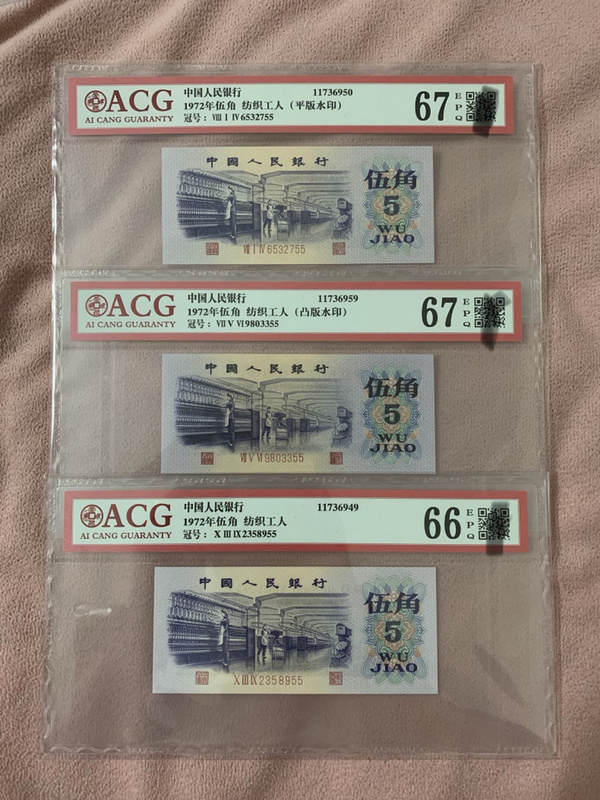 ACG
AI CANG GUARANTY
中国人民银行 11736950
1972年伍角 纺织工人（平版水印）
冠号：Ⅷ Ⅰ Ⅳ6532755
67
E
P
Q
中國人民銀行
伍角
5
WU
JIAO
Ⅷ Ⅰ Ⅳ 6532755
ACG
AI CANG GUARANTY
中国人民银行 11736959
1972年伍角 纺织工人（凸版水印）
冠号：Ⅶ Ⅴ Ⅵ9803355
67
E
P
Q
中國人民銀行
伍角
5
WU
JIAO
Ⅶ Ⅴ Ⅵ 9803355
ACG
AI CANG GUARANTY
中国人民银行 11736949
1972年伍角 纺织工人
冠号：Ⅹ Ⅲ Ⅸ2358955
66
E
P
Q
中國人民銀行
伍角
5
WU
JIAO
Ⅹ Ⅲ Ⅸ 2358955